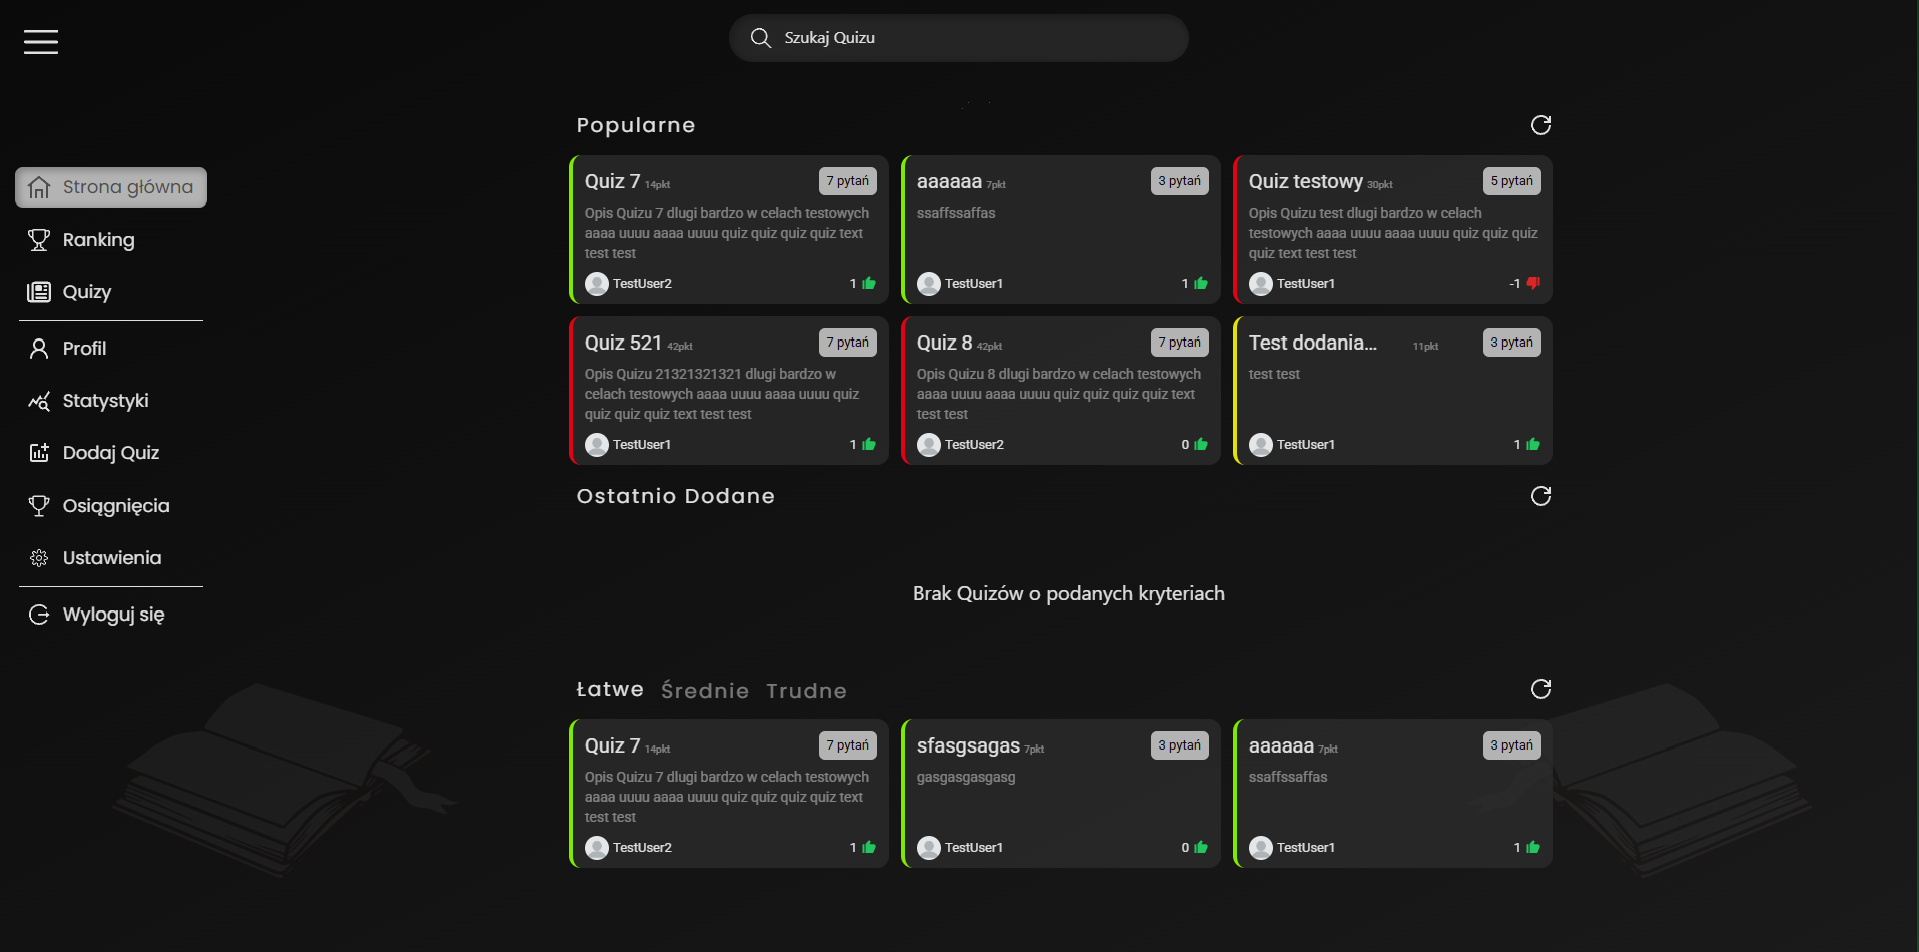 Szukaj Quizu
Strona główna
Ranking
Quizy
Profil
Statystyki
Dodaj Quiz
Osiągnięcia
Ustawienia
Wyloguj się
Popularne
Quiz 7 14pkt
7 pytań
Opis Quizu 7 dlugi bardzo w celach testowych
aaaa uuuu aaaa uuuu quiz quiz quiz quiz text
test test
TestUser2
1
aaaaaa 7pkt
3 pytań
ssaffssaffas
TestUser1
1
Quiz testowy 30pkt
5 pytań
Opis Quizu test dlugi bardzo w celach
testowych aaaa uuuu aaaa uuuu quiz quiz quiz
quiz text test test
TestUser1
-1
Quiz 521 42pkt
7 pytań
Opis Quizu 21321321321 dlugi bardzo w
celach testowych aaaa uuuu aaaa uuuu quiz
quiz quiz quiz text test test
TestUser1
1
Quiz 8 42pkt
7 pytań
Opis Quizu 8 dlugi bardzo w celach testowych
aaaa uuuu aaaa uuuu quiz quiz quiz quiz text
test test
TestUser2
0
Test dodania... 11pkt
3 pytań
test test
TestUser1
1
Ostatnio Dodane
Brak Quizów o podanych kryteriach
Łatwe Średnie Trudne
Quiz 7 14pkt
7 pytań
Opis Quizu 7 dlugi bardzo w celach testowych
aaaa uuuu aaaa uuuu quiz quiz quiz quiz text
test test
TestUser2
1
sfasgsagas 7pkt
3 pytań
gasgasgasgasg
TestUser1
0
aaaaaa 7pkt
3 pytań
ssaffssaffas
TestUser1
1